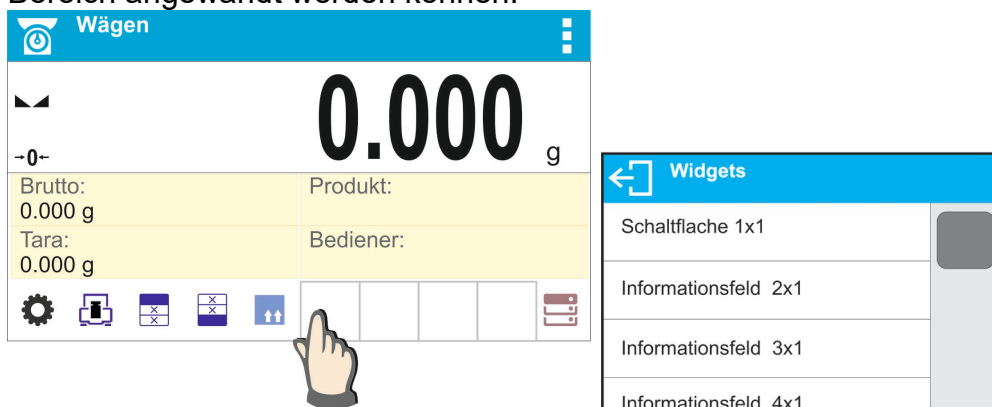 Bereich angewandt werden können.
Wägen
0.000 g
→0←
Brutto:
0.000 g
Produkt:
Tara:
0.000 g
Bediener:
Widgets
Schaltflache 1x1
Informationsfeld 2x1
Informationsfeld 3x1
Informationsfeld 4x1